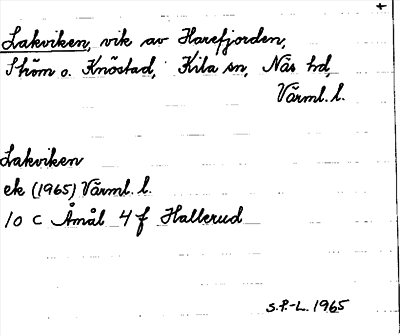 +
Lakviken, vik av Harefjorden,
Thöm o. Knöstad, Kila sn, Näs hd,
Värml. l.
Lakviken
ek (1965) Värml. l.
10 C Åmål 4 f Hallerud
S.P.-L. 1965